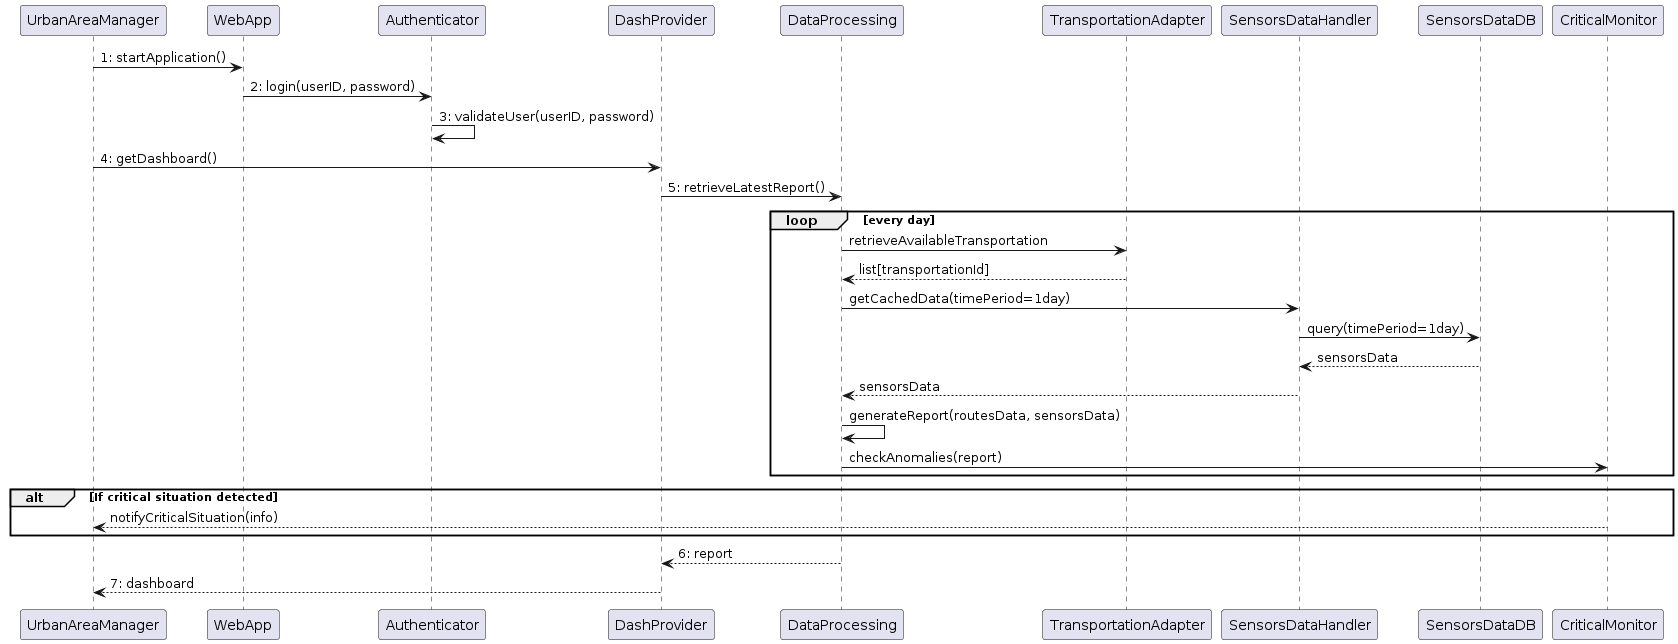 UrbanAreaManager WebApp Authenticator DashProvider DataProcessing TransportationAdapter SensorsDataHandler SensorsDataDB CriticalMonitor
1: startApplication()
2: login(userID, password)
3: validateUser(userID, password)
4: getDashboard()
5: retrieveLatestReport()
loop [every day]
retrieveAvailableTransportation
list[transportationId]
getCachedData(timePeriod=1day)
query(timePeriod=1day)
sensorsData
sensorsData
generateReport(routesData, sensorsData)
checkAnomalies(report)
alt [If critical situation detected]
notifyCriticalSituation(info)
6: report
7: dashboard
UrbanAreaManager WebApp Authenticator DashProvider DataProcessing TransportationAdapter SensorsDataHandler SensorsDataDB CriticalMonitor